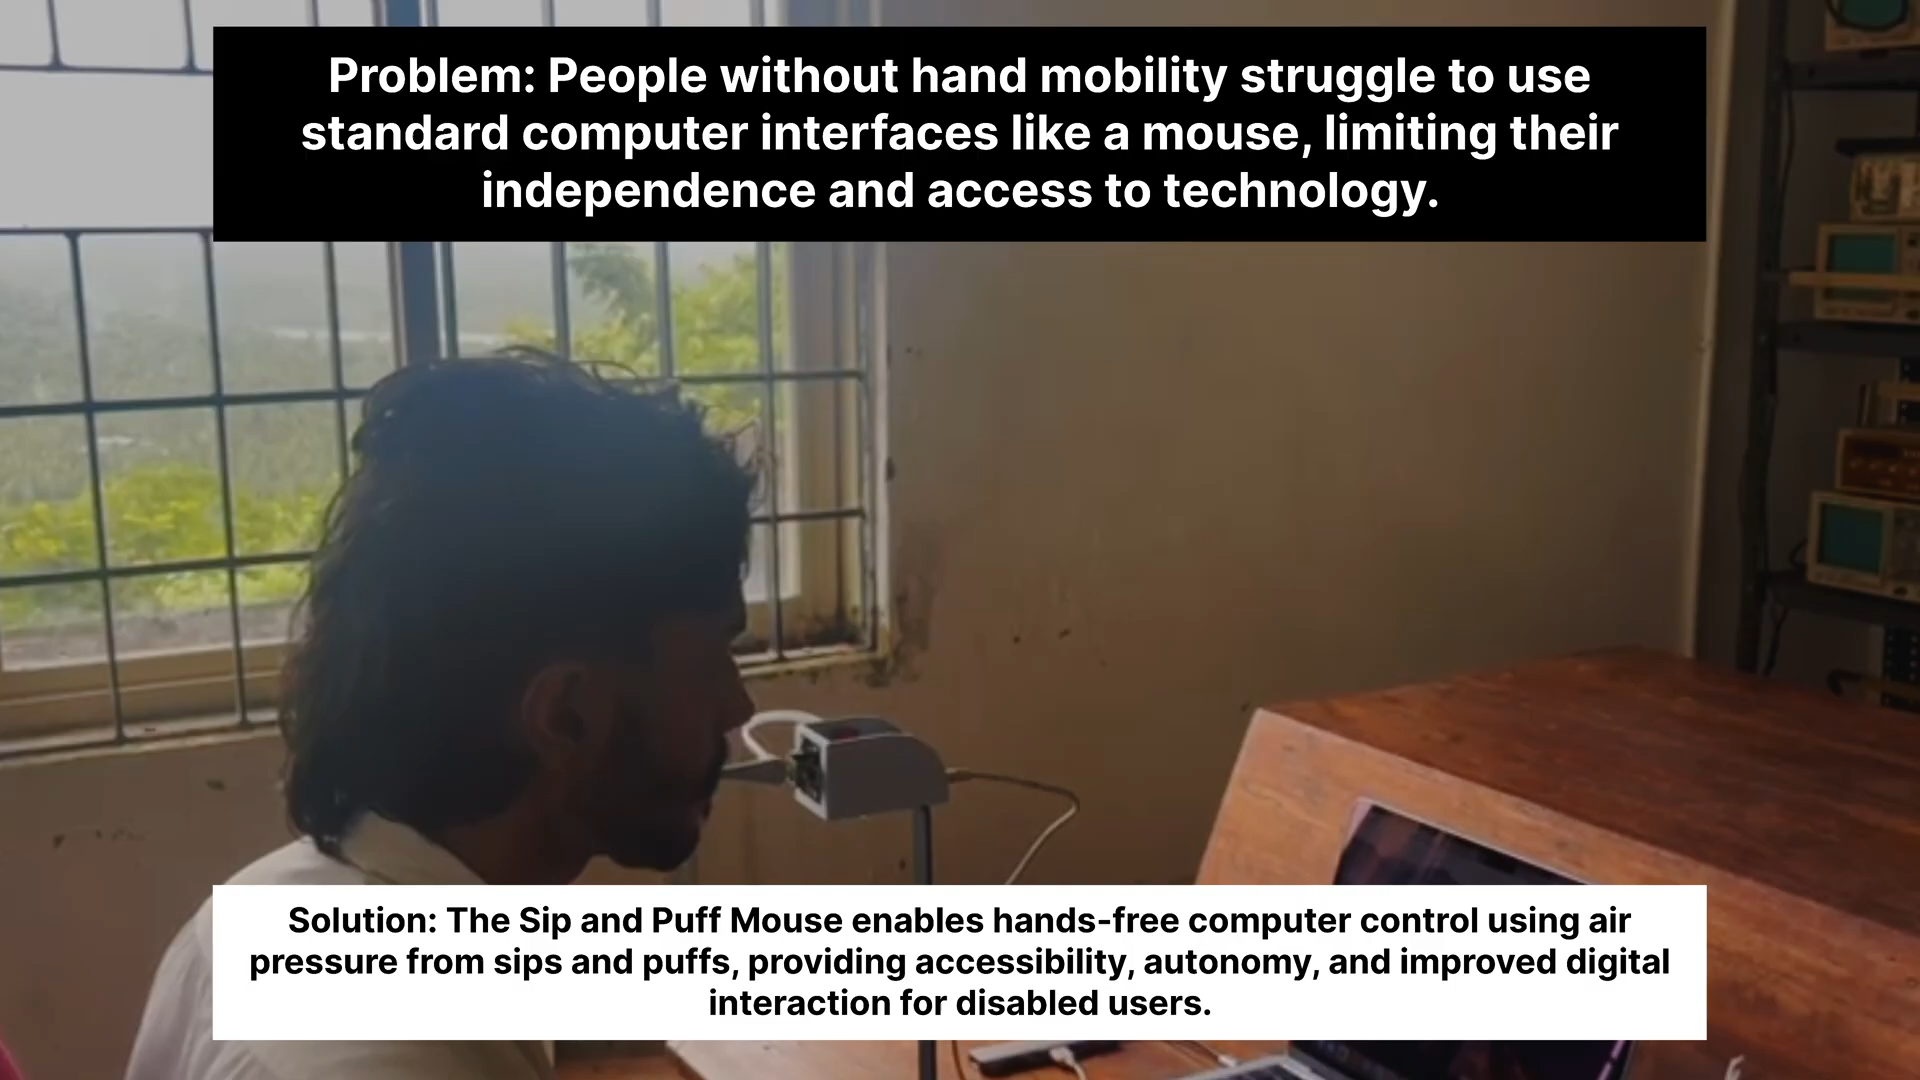 Problem: People without hand mobility struggle to use
standard computer interfaces like a mouse, limiting their
independence and access to technology.
Solution: The Sip and Puff Mouse enables hands-free computer control using air
pressure from sips and puffs, providing accessibility, autonomy, and improved digital
interaction for disabled users.